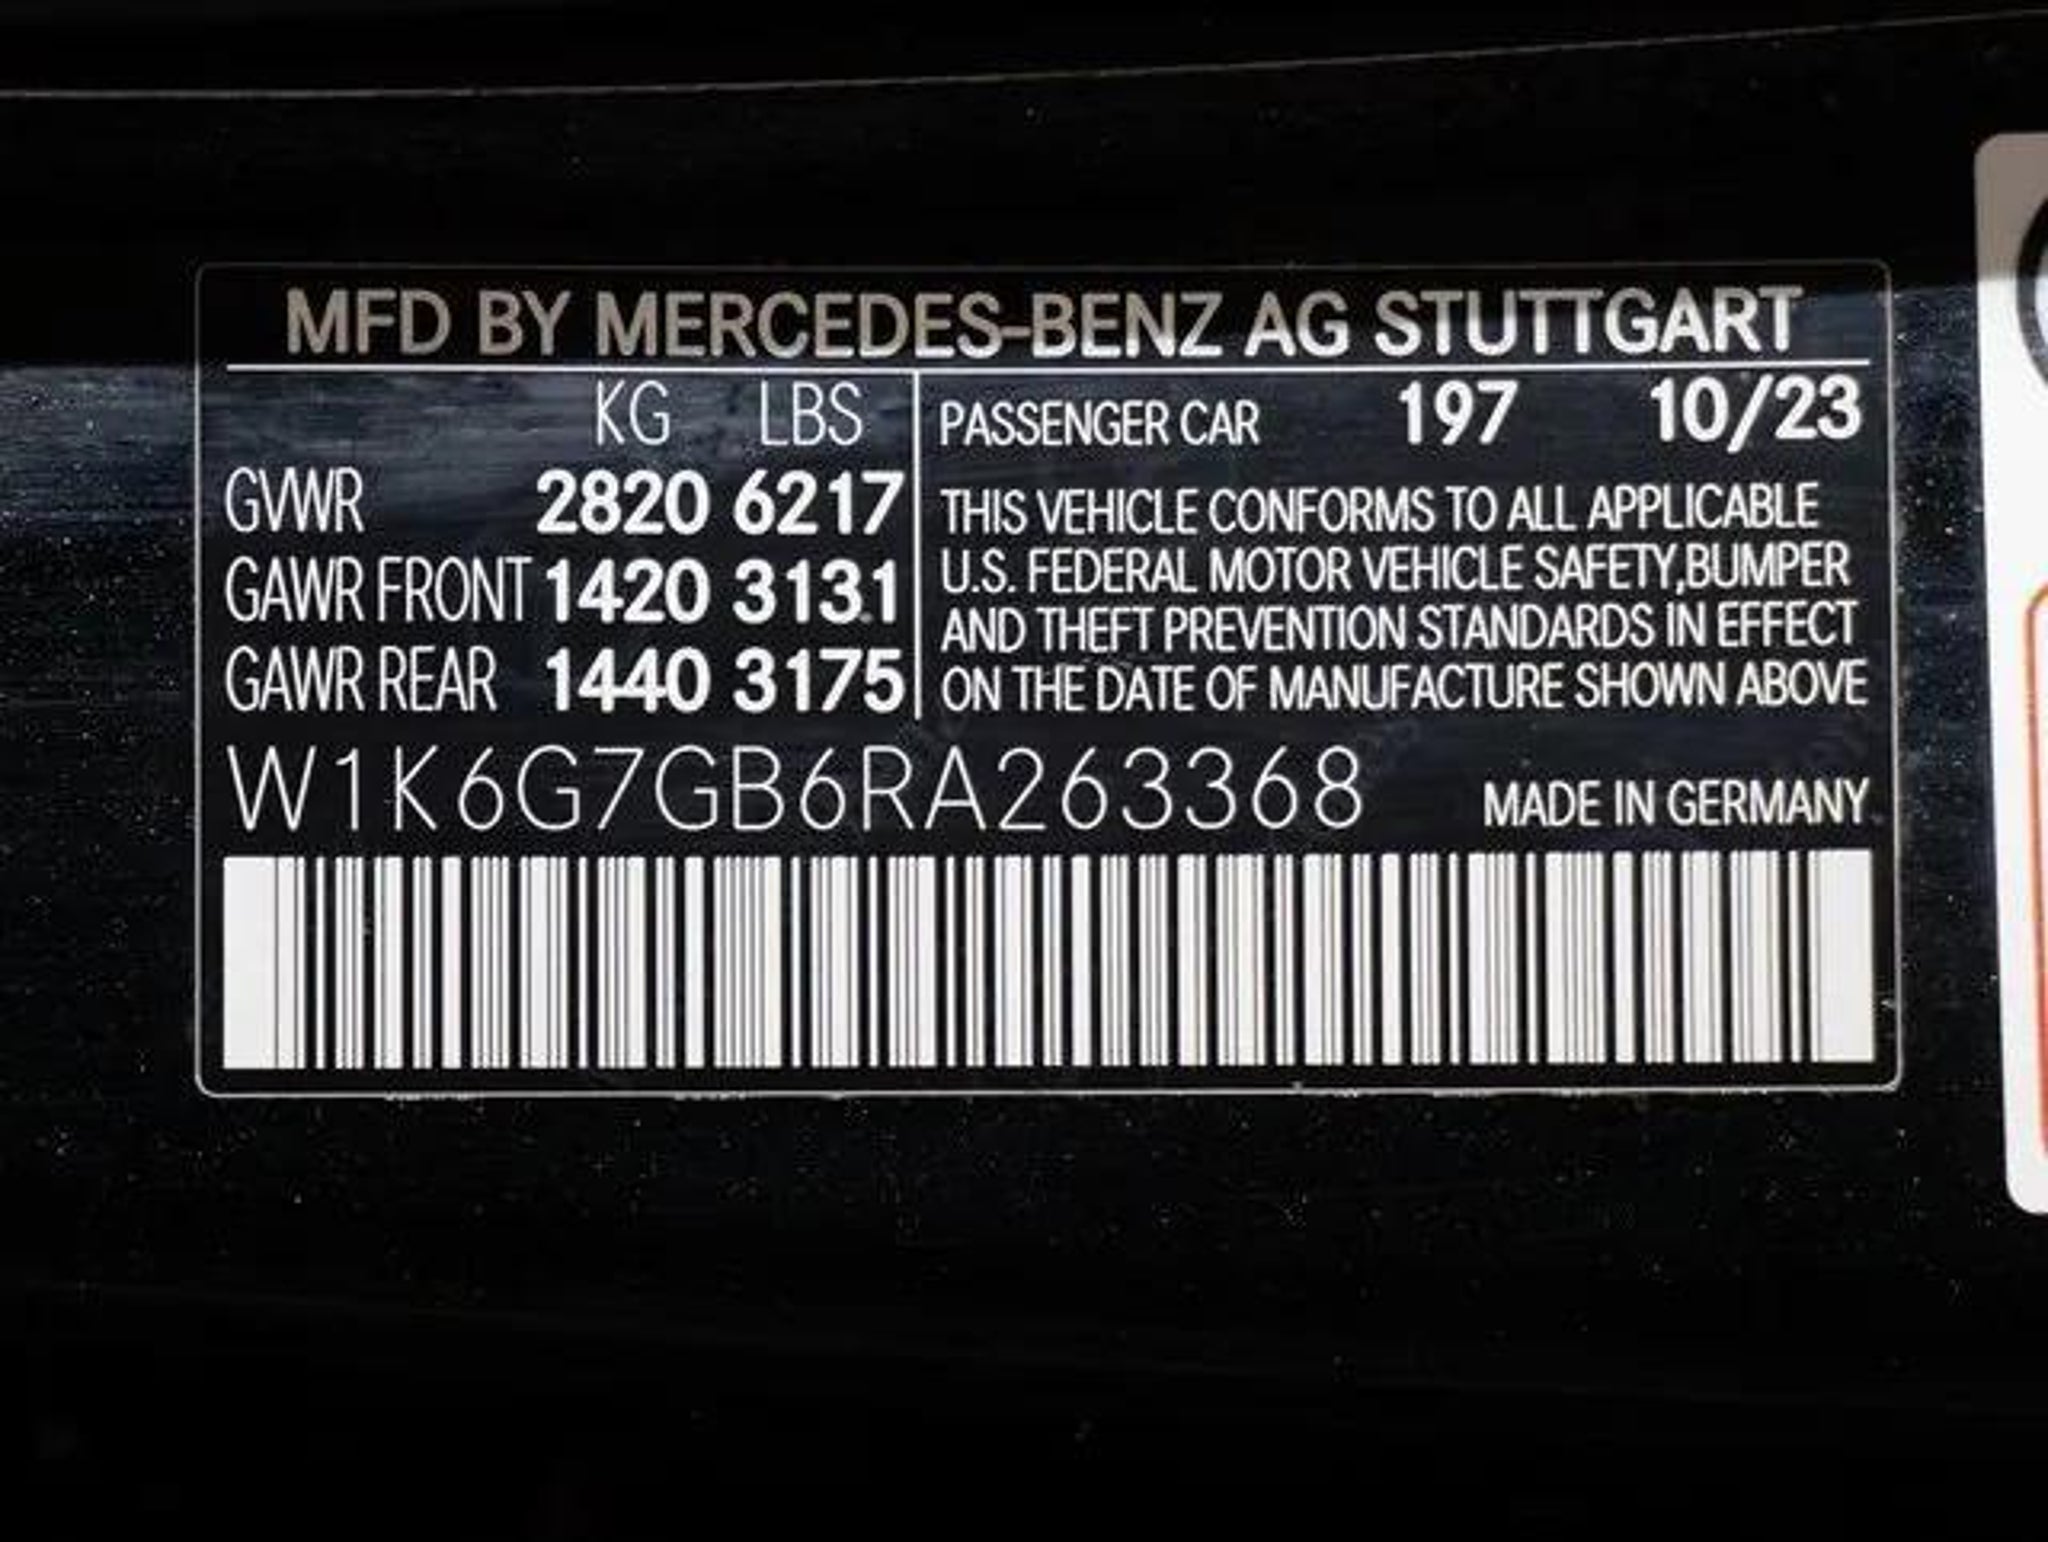 MFD BY MERCEDES-BENZ AG STUTTGART
KG LBS
GVWR 2820 6217
GAWR FRONT 1420 3131
GAWR REAR 1440 3175
PASSENGER CAR 197 10/23
THIS VEHICLE CONFORMS TO ALL APPLICABLE
U.S. FEDERAL MOTOR VEHICLE SAFETY,BUMPER
AND THEFT PREVENTION STANDARDS IN EFFECT
ON THE DATE OF MANUFACTURE SHOWN ABOVE
W1K6G7GB6RA263368 MADE IN GERMANY